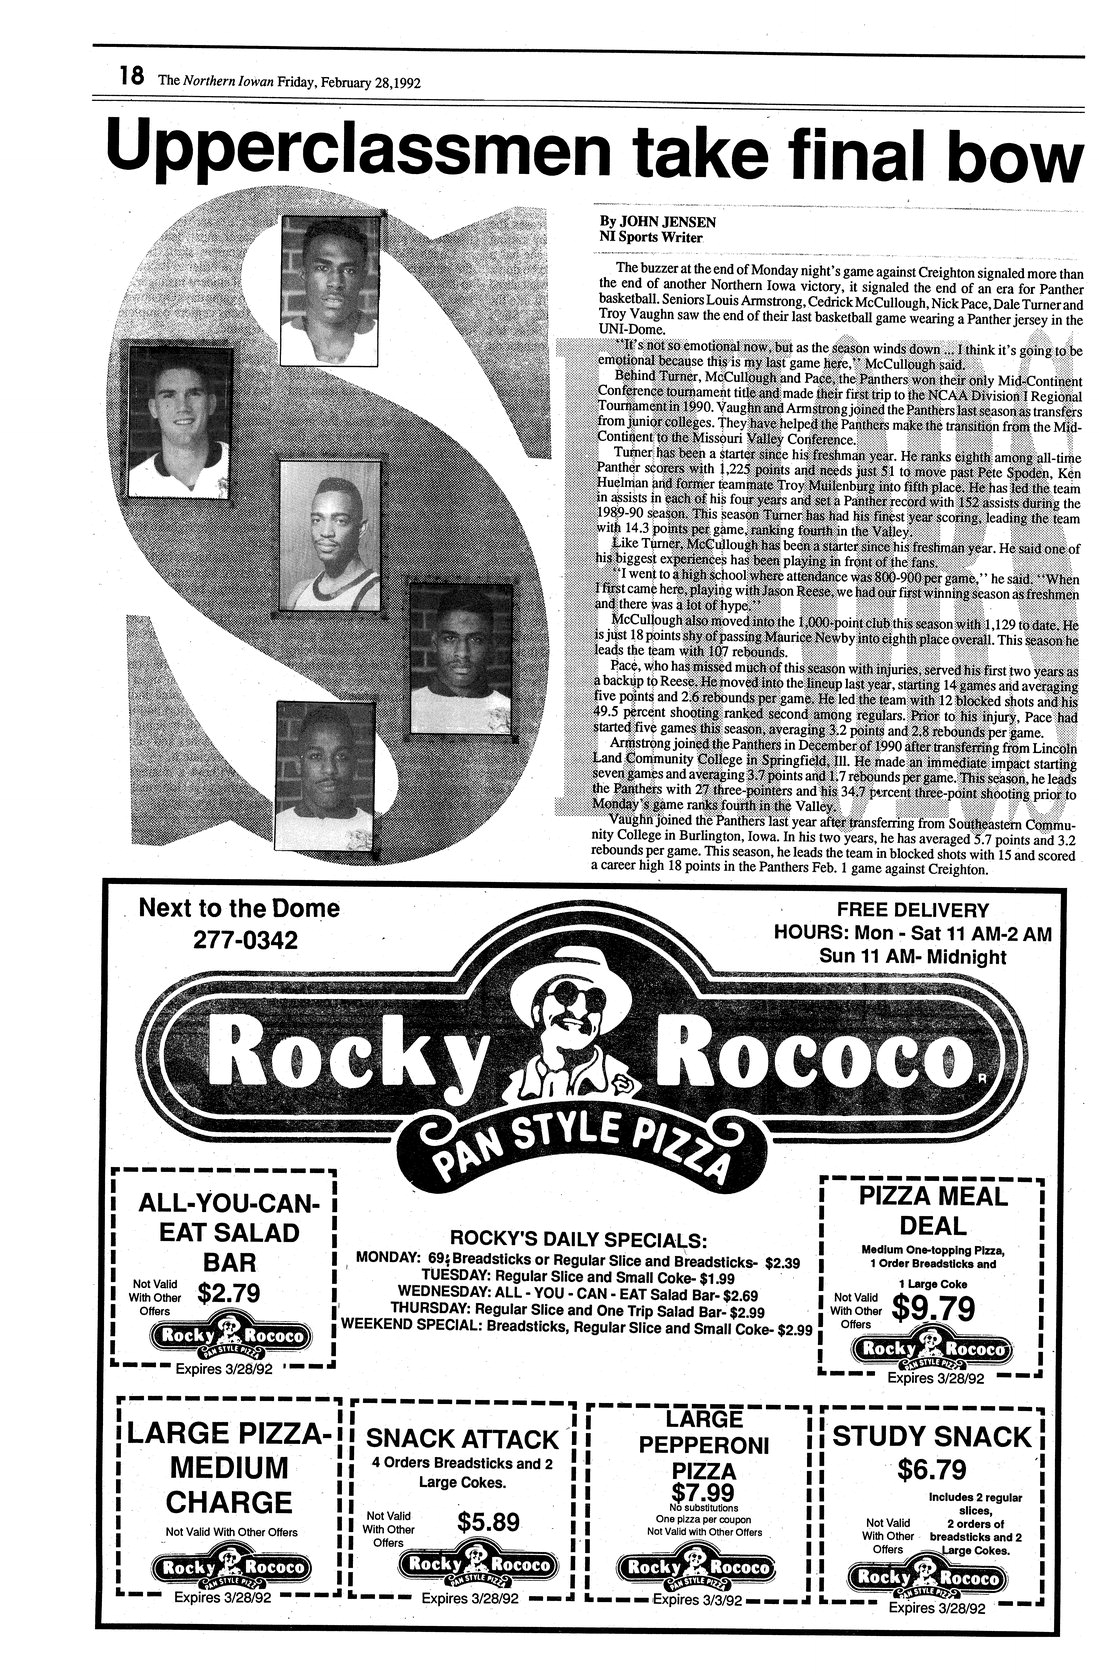 18 The Northern Iowan Friday, February 28,1992
Upperclassmen take final bow
By JOHN JENSEN
NI Sports Writer
The buzzer at the end of Monday night's game against Creighton signaled more than
the end of another Northern Iowa victory, it signaled the end of an era for Panther
basketball. Seniors Louis Armstrong, Cedrick McCullough, Nick Pace, Dale Turner and
Troy Vaughn saw the end of their last basketball game wearing a Panther jersey in the
UNI-Dome.
"It's not so emotional now, but as the season winds down ... I think it's going to be
emotional because this is my last game here," McCullough said.
Behind Turner, McCullough and Pace, the Panthers won their only Mid-Continent
Conference tournament title and made their first trip to the NCAA Division I Regional
Tournament in 1990. Vaughn and Armstrong joined the Panthers last season as transfers
from junior colleges. They have helped the Panthers make the transition from the Mid-
Continent to the Missouri Valley Conference.
Turner has been a starter since his freshman year. He ranks eighth among all-time
Panther scorers with 1,225 points and needs just 51 to move past Pete Spoden, Ken
Huelman and former teammate Troy Muilenburg into fifth place. He has led the team
in assists in each of his four years and set a Panther record with 152 assists during the
1989-90 season. This season Turner has had his finest year scoring, leading the team
with 14.3 points per game, ranking fourth in the Valley.
Like Turner, McCullough has been a starter since his freshman year. He said one of
his biggest experiences has been playing in front of the fans.
"I went to a high school where attendance was 800-900 per game," he said. "When
I first came here, playing with Jason Reese, we had our first winning season as freshmen
and there was a lot of hype."
McCullough also moved into the 1,000-point club this season with 1,129 to date. He
is just 18 points shy of passing Maurice Newby into eighth place overall. This season he
leads the team with 107 rebounds.
Pace, who has missed much of this season with injuries, served his first two years as
a backup to Reese. He moved into the lineup last year, starting 14 games and averaging
five points and 2.6 rebounds per game. He led the team with 12 blocked shots and his
49.5 percent shooting ranked second among regulars. Prior to his injury, Pace had
started five games this season, averaging 3.2 points and 2.8 rebounds per game.
Armstrong joined the Panthers in December of 1990 after transferring from Lincoln
Land Community College in Springfield, Ill. He made an immediate impact starting
seven games and averaging 3.7 points and 1.7 rebounds per game. This season, he leads
the Panthers with 27 three-pointers and his 34.7 percent three-point shooting prior to
Monday's game ranks fourth in the Valley.
Vaughn joined the Panthers last year after transferring from Southeastern Commu-
nity College in Burlington, Iowa. In his two years, he has averaged 5.7 points and 3.2
rebounds per game. This season, he leads the team in blocked shots with 15 and scored
a career high 18 points in the Panthers Feb. 1 game against Creighton.
Next to the Dome
277-0342
FREE DELIVERY
HOURS: Mon - Sat 11 AM-2 AM
Sun 11 AM- Midnight
Rocky Rococo®
PAN STYLE PIZZA
ALL-YOU-CAN-
EAT SALAD
BAR
Not Valid
With Other
Offers
$2.79
Rocky Rococo
PAN STYLE PIZZA
Expires 3/28/92
ROCKY'S DAILY SPECIALS:
MONDAY: 69¢ Breadsticks or Regular Slice and Breadsticks- $2.39
TUESDAY: Regular Slice and Small Coke- $1.99
WEDNESDAY: ALL - YOU - CAN - EAT Salad Bar- $2.69
THURSDAY: Regular Slice and One Trip Salad Bar- $2.99
WEEKEND SPECIAL: Breadsticks, Regular Slice and Small Coke- $2.99
PIZZA MEAL
DEAL
Medium One-topping Pizza,
1 Order Breadsticks and
1 Large Coke
Not Valid
With Other
Offers
$9.79
Rocky Rococo
PAN STYLE PIZZA
Expires 3/28/92
LARGE PIZZA-
MEDIUM
CHARGE
Not Valid With Other Offers
Rocky Rococo
PAN STYLE PIZZA
Expires 3/28/92
SNACK ATTACK
4 Orders Breadsticks and 2
Large Cokes.
Not Valid
With Other
Offers
$5.89
Rocky Rococo
PAN STYLE PIZZA
Expires 3/28/92
LARGE
PEPPERONI
PIZZA
$7.99
No substitutions
One pizza per coupon
Not Valid with Other Offers
Rocky Rococo
PAN STYLE PIZZA
Expires 3/3/92
STUDY SNACK
$6.79
Includes 2 regular
slices,
2 orders of
breadsticks and 2
Large Cokes.
Not Valid
With Other
Offers
Rocky Rococo
PAN STYLE PIZZA
Expires 3/28/92